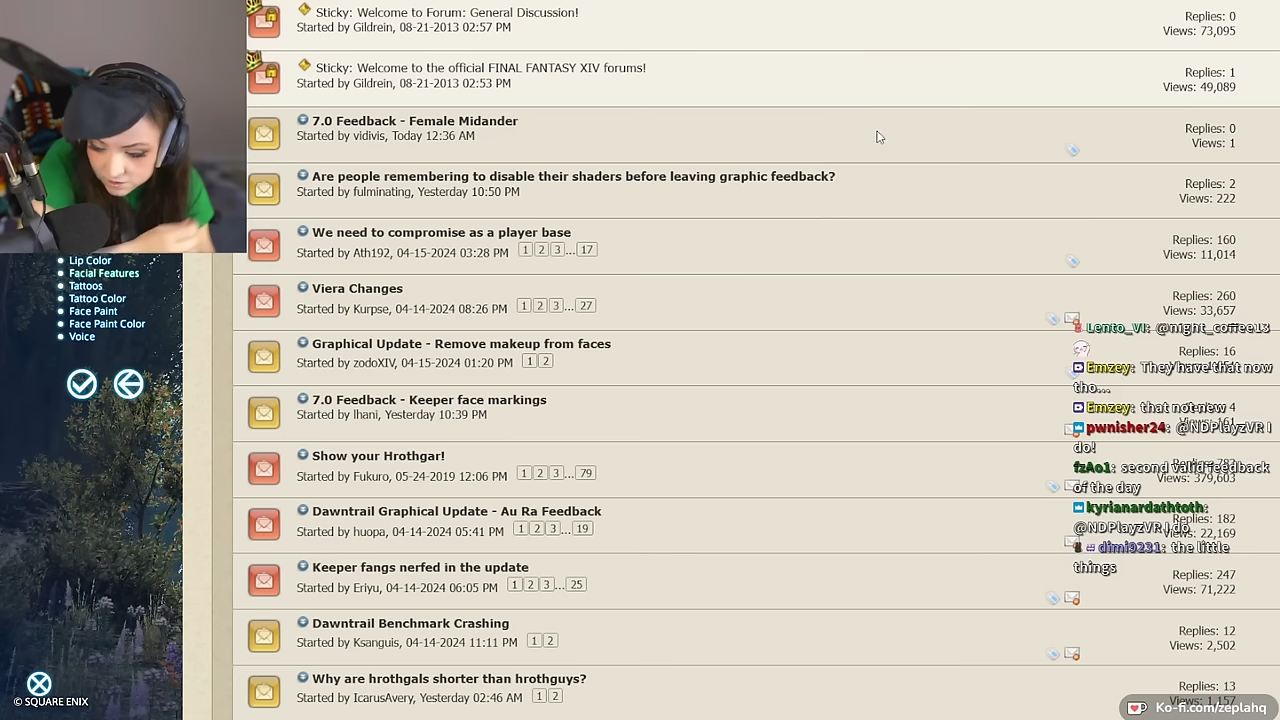 Sticky: Welcome to Forum: General Discussion!
Started by Gildrein, 08-21-2013 02:57 PM
Replies: 0
Views: 73,095
Sticky: Welcome to the official FINAL FANTASY XIV forums!
Started by Gildrein, 08-21-2013 02:53 PM
Replies: 1
Views: 49,089
7.0 Feedback - Female Midander
Started by vidivis, Today 12:36 AM
Replies: 0
Views: 1
Are people remembering to disable their shaders before leaving graphic feedback?
Started by fulminating, Yesterday 10:50 PM
Replies: 2
Views: 222
We need to compromise as a player base
Started by Ath192, 04-15-2024 03:28 PM 1 2 3 ... 17
Replies: 160
Views: 11,014
Viera Changes
Started by Kurpse, 04-14-2024 08:26 PM 1 2 3 ... 27
Replies: 260
Views: 33,657
Graphical Update - Remove makeup from faces
Started by zodoXIV, 04-15-2024 01:20 PM 1 2
Replies: 16
7.0 Feedback - Keeper face markings
Started by lhani, Yesterday 10:39 PM
4
Show your Hrothgar!
Started by Fukuro, 05-24-2019 12:06 PM 1 2 3 ... 79
Views: 379,603
Dawntrail Graphical Update - Au Ra Feedback
Started by huopa, 04-14-2024 05:41 PM 1 2 3 ... 19
Replies: 182
Views: 22,169
Keeper fangs nerfed in the update
Started by Eriyu, 04-14-2024 06:05 PM 1 2 3 ... 25
Replies: 247
Views: 71,222
Dawntrail Benchmark Crashing
Started by Ksanguis, 04-14-2024 11:11 PM 1 2
Replies: 12
Views: 2,502
Why are hrothgals shorter than hrothguys?
Started by IcarusAvery, Yesterday 02:46 AM 1 2
Replies: 13
Lip Color
Facial Features
Tattoos
Tattoo Color
Face Paint
Face Paint Color
Voice
© SQUARE ENIX
Lento_VI: @night_coffee13
Emzey: They have that now
tho...
Emzey: that not new
pwnisher24: @NDPlayzVR I
do!
fzAo1: second valid feedback
of the day
kyrianardathtoth:
@NDPlayzVR I do
dimi9231: the little
things
Ko-fi.com/zeplahq